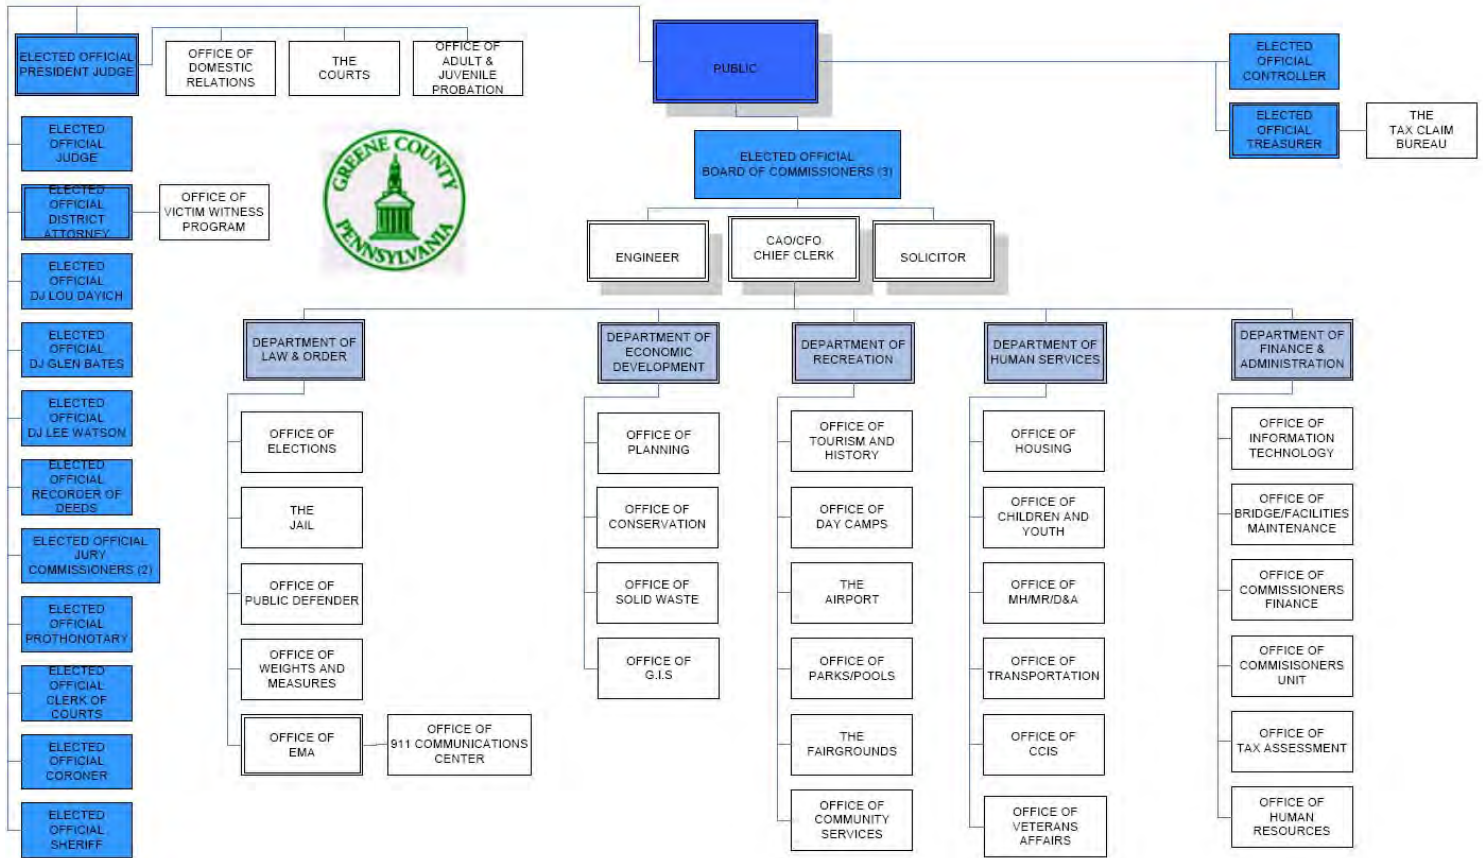 ELECTED OFFICIAL
PRESIDENT JUDGE
OFFICE OF
DOMESTIC
RELATIONS
THE
COURTS
OFFICE OF
ADULT &
JUVENILE
PROBATION
PUBLIC
ELECTED
OFFICIAL
CONTROLLER
ELECTED
OFFICIAL
TREASURER
THE
TAX CLAIM
BUREAU
ELECTED
OFFICIAL
JUDGE
ELECTED
OFFICIAL
DISTRICT
ATTORNEY
OFFICE OF
VICTIM WITNESS
PROGRAM
GREENE COUNTY
PENNSYLVANIA
ELECTED OFFICIAL
BOARD OF COMMISSIONERS (3)
ENGINEER
CAO/CFO
CHIEF CLERK
SOLICITOR
ELECTED
OFFICIAL
DJ LOU DAYICH
ELECTED
OFFICIAL
DJ GLEN BATES
ELECTED
OFFICIAL
DJ LEE WATSON
ELECTED
OFFICIAL
RECORDER OF
DEEDS
ELECTED OFFICIAL
JURY
COMMISSIONERS (2)
ELECTED
OFFICIAL
PROTHONOTARY
ELECTED
OFFICIAL
CLERK OF
COURTS
ELECTED
OFFICIAL
CORONER
ELECTED
OFFICIAL
SHERIFF
DEPARTMENT OF
LAW & ORDER
OFFICE OF
ELECTIONS
THE
JAIL
OFFICE OF
PUBLIC DEFENDER
OFFICE OF
WEIGHTS AND
MEASURES
OFFICE OF
EMA
OFFICE OF
911 COMMUNICATIONS
CENTER
DEPARTMENT OF
ECONOMIC
DEVELOPMENT
OFFICE OF
PLANNING
OFFICE OF
CONSERVATION
OFFICE OF
SOLID WASTE
OFFICE OF
G.I.S
DEPARTMENT OF
RECREATION
OFFICE OF
TOURISM AND
HISTORY
OFFICE OF
DAY CAMPS
THE
AIRPORT
OFFICE OF
PARKS/POOLS
THE
FAIRGROUNDS
OFFICE OF
COMMUNITY
SERVICES
DEPARTMENT OF
HUMAN SERVICES
OFFICE OF
HOUSING
OFFICE OF
CHILDREN AND
YOUTH
OFFICE OF
MH/MR/D&A
OFFICE OF
TRANSPORTATION
OFFICE OF
CCIS
OFFICE OF
VETERANS
AFFAIRS
DEPARTMENT OF
FINANCE &
ADMINISTRATION
OFFICE OF
INFORMATION
TECHNOLOGY
OFFICE OF
BRIDGE/FACILITIES
MAINTENANCE
OFFICE OF
COMMISSIONERS
FINANCE
OFFICE OF
COMMISISONERS
UNIT
OFFICE OF
TAX ASSESSMENT
OFFICE OF
HUMAN
RESOURCES